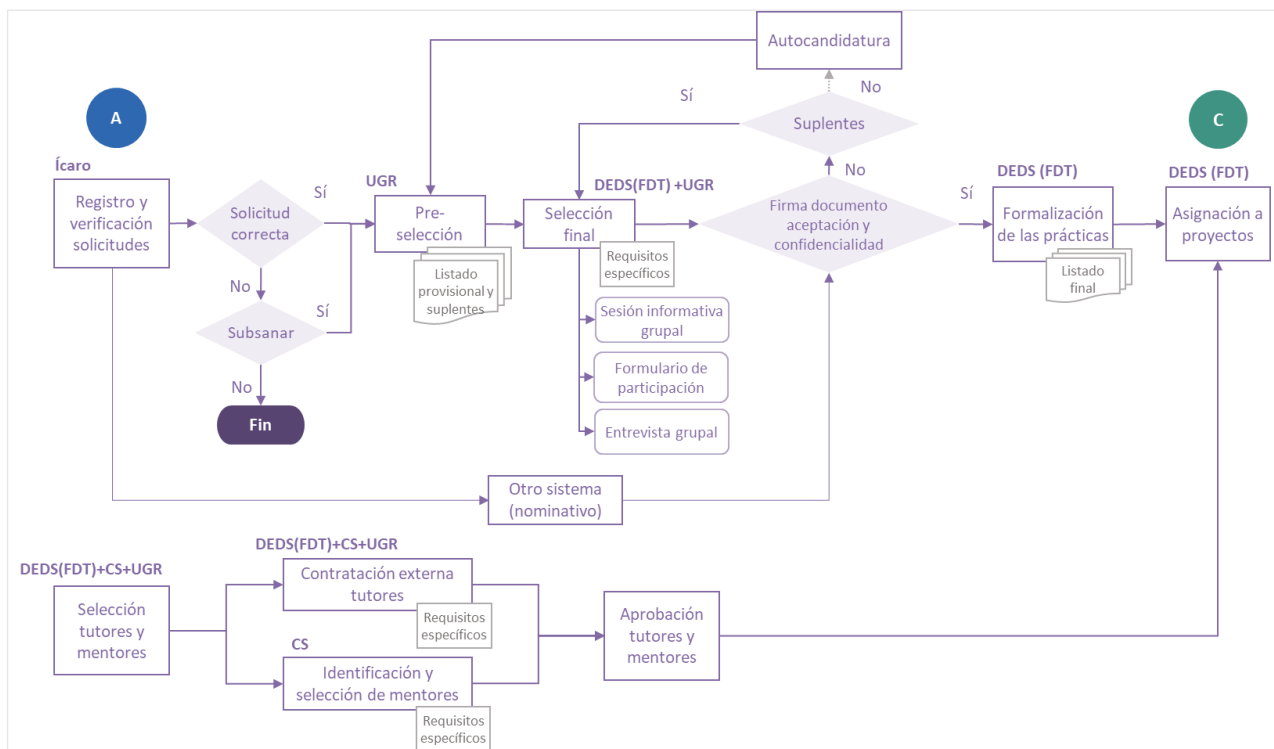 Autocandidatura
No
Sí
Suplentes
A
C
Ícaro
Registro y
verificación
solicitudes
Solicitud
correcta
Sí
No
Subsanar
Sí
No
Fin
UGR
Pre-
selección
Listado
provisional y
suplentes
DEDS(FDT) +UGR
Selección
final
Requisitos
específicos
Sesión informativa
grupal
Formulario de
participación
Entrevista grupal
No
Firma documento
aceptación y
confidencialidad
Sí
DEDS (FDT)
Formalización
de las prácticas
Listado
final
DEDS (FDT)
Asignación a
proyectos
Otro sistema
(nominativo)
DEDS(FDT)+CS+UGR
Selección
tutores y
mentores
DEDS(FDT)+CS+UGR
Contratación externa
tutores
Requisitos
específicos
CS
Identificación y
selección de mentores
Requisitos
específicos
Aprobación
tutores y
mentores